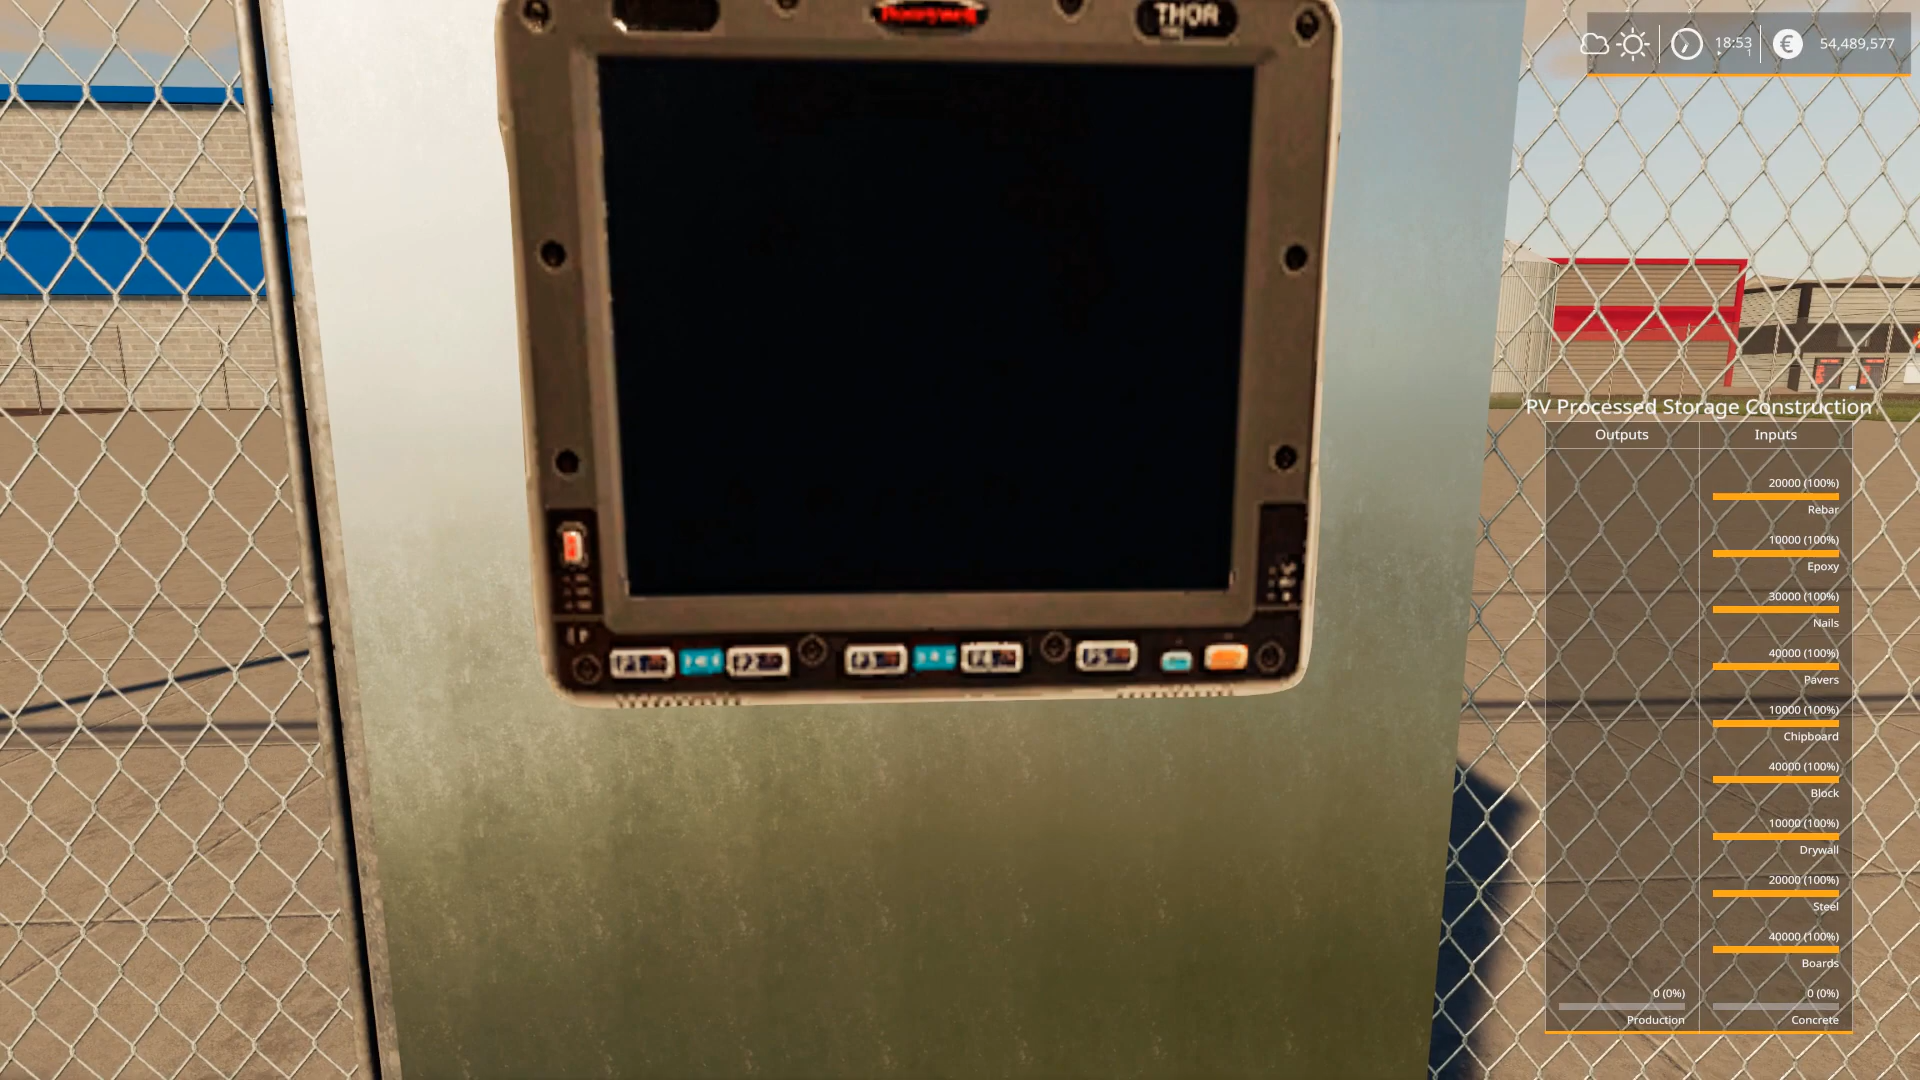 Honeywell
THOR
18:53
1
€
54,489,577
PV Processed Storage Construction
Outputs
Inputs
20000 (100%)
Rebar
10000 (100%)
Epoxy
30000 (100%)
Nails
40000 (100%)
Pavers
10000 (100%)
Chipboard
40000 (100%)
Block
10000 (100%)
Drywall
20000 (100%)
Steel
40000 (100%)
Boards
0 (0%)
0 (0%)
Production
Concrete